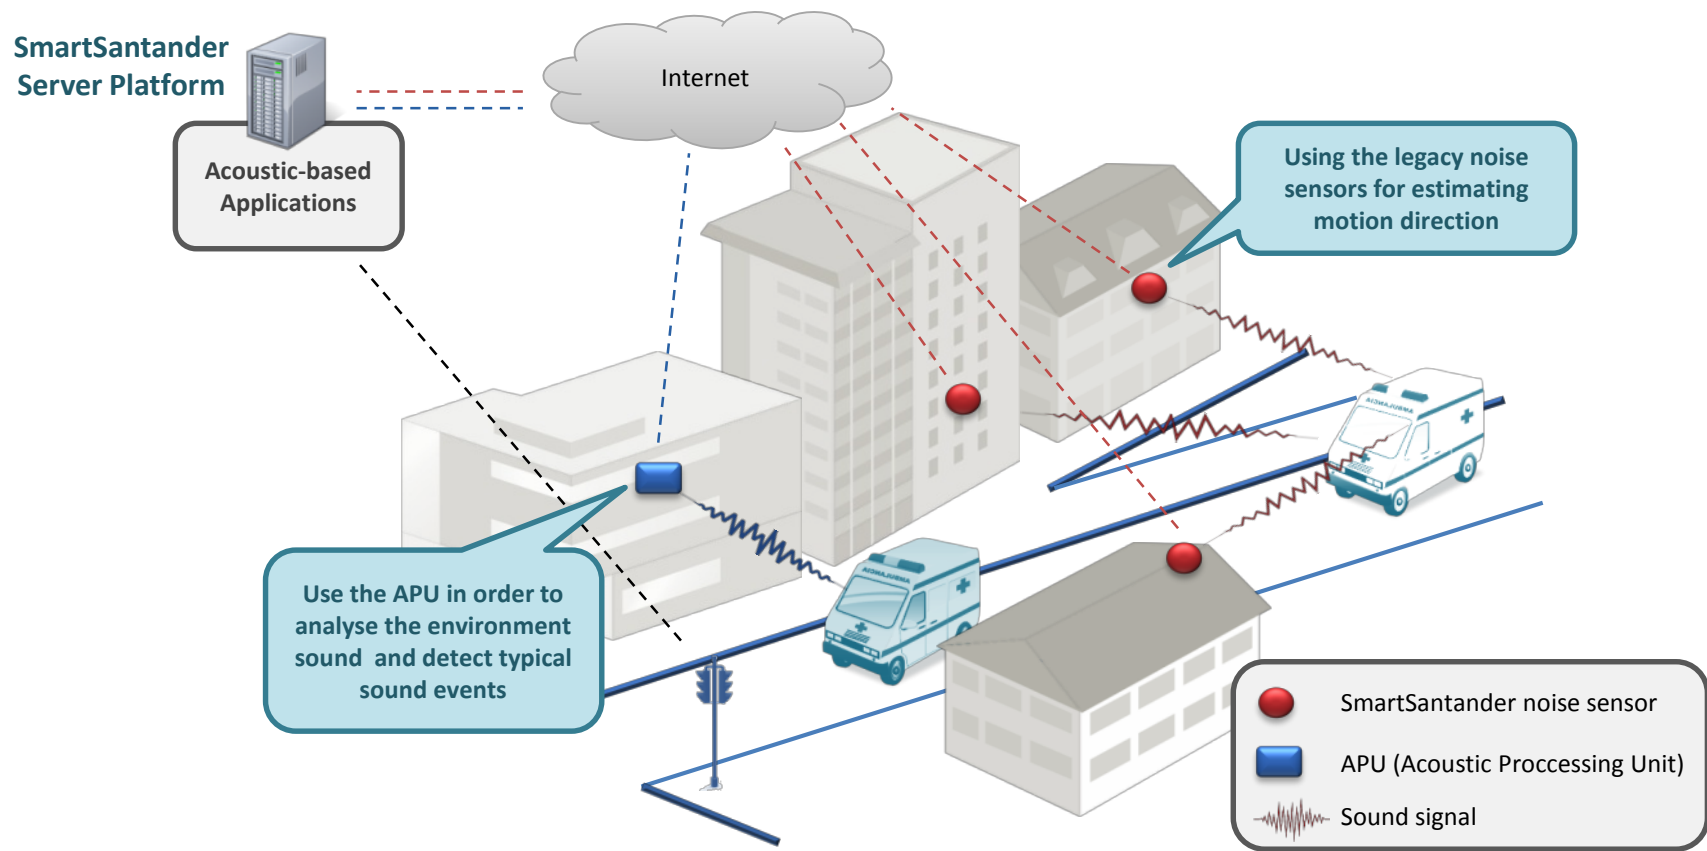 SmartSantander
Server Platform
Internet
Acoustic-based
Applications
Using the legacy noise
sensors for estimating
motion direction
AMBULANCIA
Use the APU in order to
analyse the environment
sound and detect typical
sound events
AMBULANCIA
SmartSantander noise sensor
APU (Acoustic Proccessing Unit)
Sound signal